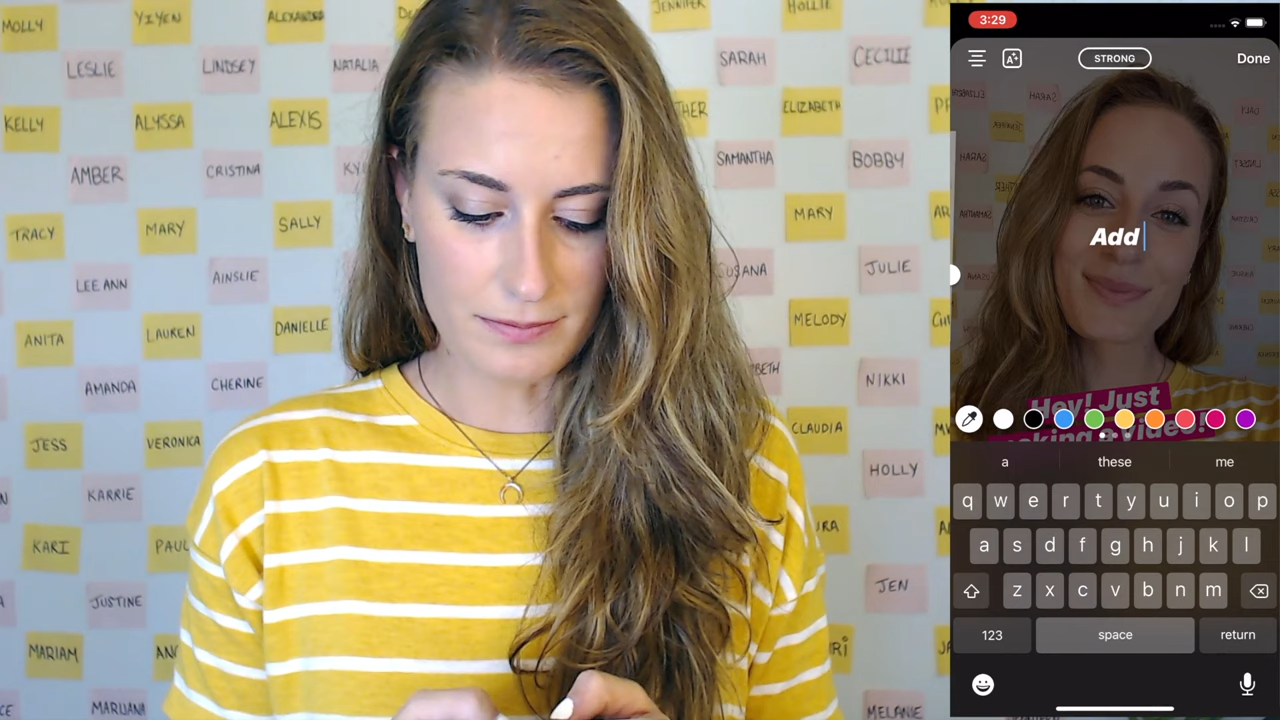 MOLLY
YIYEN
ALEXANDRA
JENNIFER
HOLLIE
LESLIE
LINDSEY
NATALIA
SARAH
CECILIE
KELLY
ALYSSA
ALEXIS
ELIZABETH
AMBER
CRISTINA
SAMANTHA
BOBBY
TRACY
MARY
SALLY
MARY
LEE ANN
AINSLIE
JULIE
ANITA
LAUREN
DANIELLE
MELODY
AMANDA
CHERINE
NIKKI
JESS
VERONICA
CLAUDIA
KARRIE
HOLLY
KARI
PAUL
JUSTINE
JEN
MARIAM
MELANIE
3:29
STRONG
Done
Add
Hey! Just
a video!
a these me
q w e r t y u i o p
a s d f g h j k l
z x c v b n m
123 space return